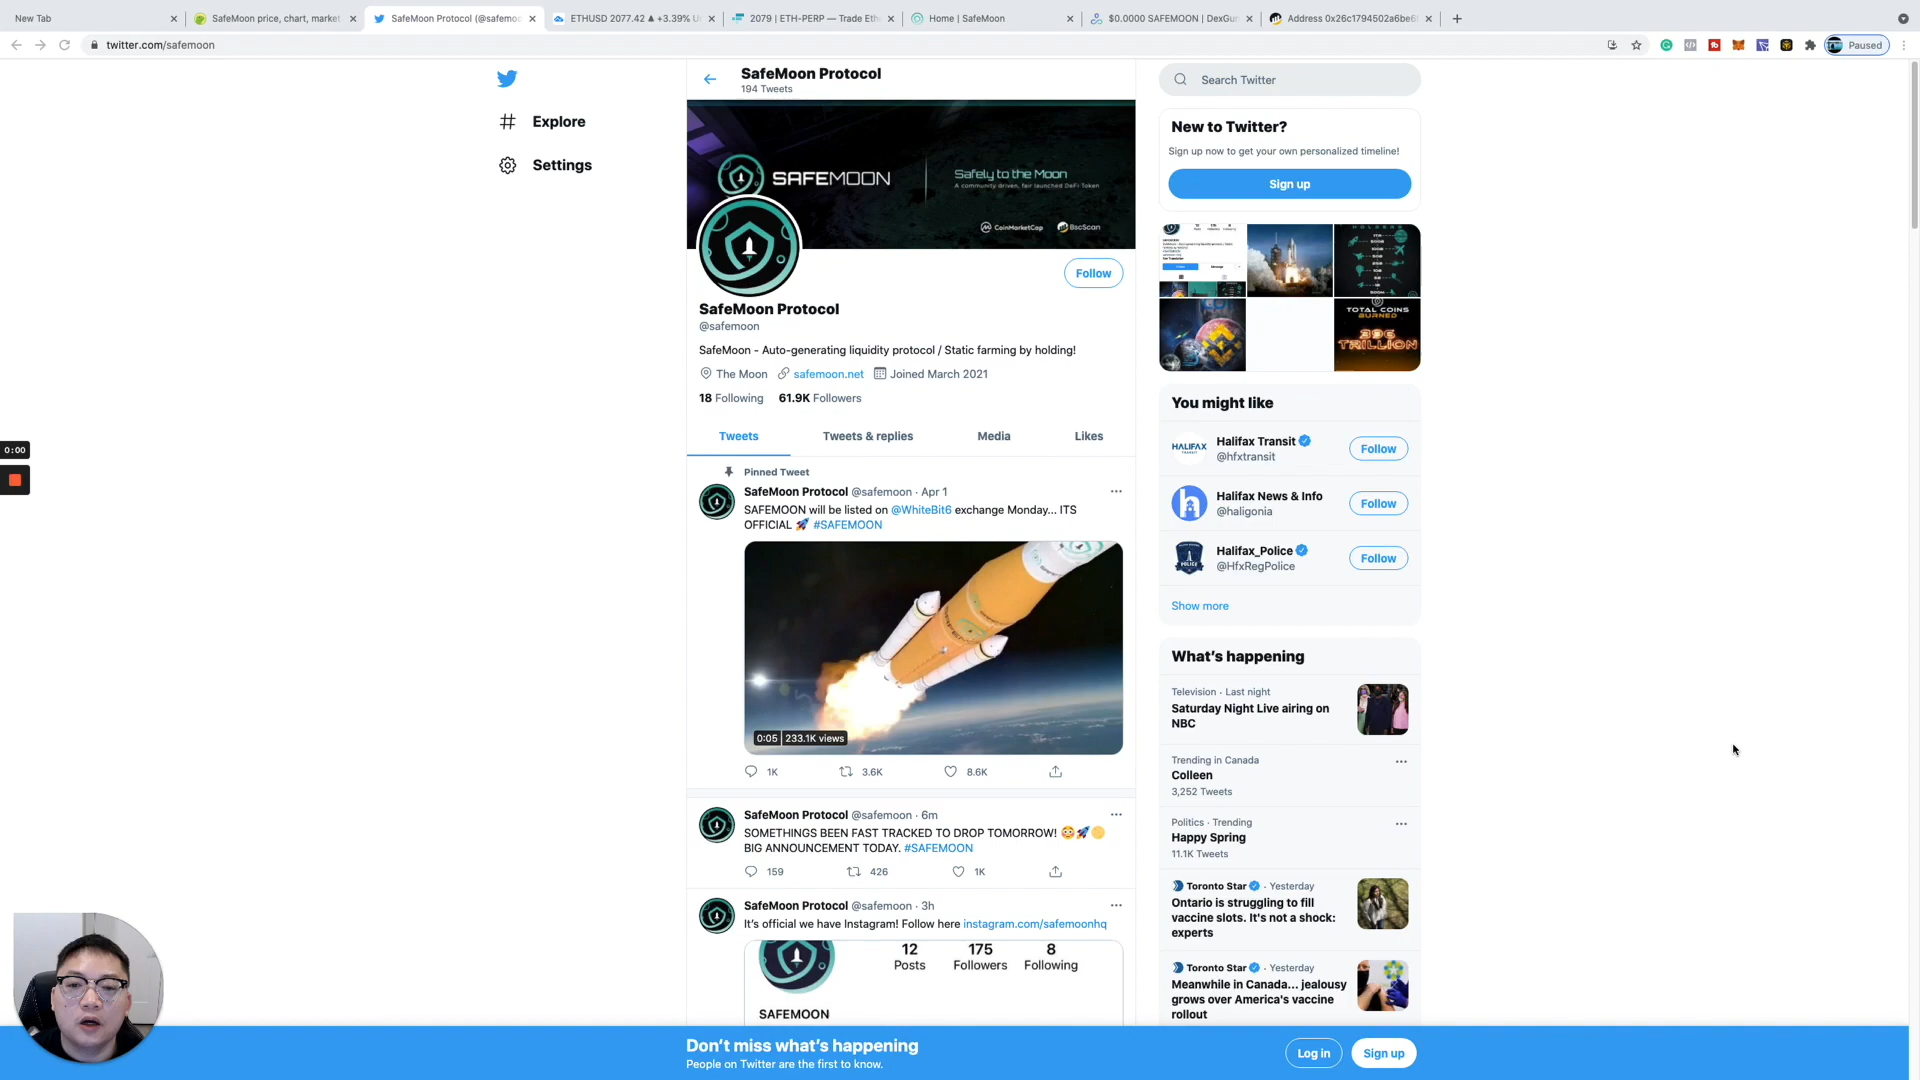 New Tab
SafeMoon price, chart, market
SafeMoon Protocol (@safemoo
ETHUSD 2077.42 ▲ +3.39% U
2079 | ETH-PERP — Trade Eth
Home | SafeMoon
$0.0000 SAFEMOON | DexGur
Address 0x26c1794502a6be6
twitter.com/safemoon
Paused
Explore
Settings
SafeMoon Protocol
194 Tweets
SAFEMOON
Safely to the Moon
A community driven, fair launched DeFi Token
CoinMarketCap
BscScan
Follow
SafeMoon Protocol
@safemoon
SafeMoon - Auto-generating liquidity protocol / Static farming by holding!
The Moon safemoon.net Joined March 2021
18 Following 61.9K Followers
Tweets Tweets & replies Media Likes
Pinned Tweet
SafeMoon Protocol @safemoon · Apr 1
SAFEMOON will be listed on @WhiteBit6 exchange Monday... ITS
OFFICIAL 🚀 #SAFEMOON
0:05 233.1K views
1K 3.6K 8.6K
SafeMoon Protocol @safemoon · 6m
SOMETHINGS BEEN FAST TRACKED TO DROP TOMORROW! 😳🚀🌕
BIG ANNOUNCEMENT TODAY. #SAFEMOON
159 426 1K
SafeMoon Protocol @safemoon · 3h
It's official we have Instagram! Follow here instagram.com/safemoonhq
12 175 8
Posts Followers Following
SAFEMOON
Search Twitter
New to Twitter?
Sign up now to get your own personalized timeline!
Sign up
TOTAL COINS
BURNED
396
TRILLION
You might like
HALIFAX
TRANSIT
Halifax Transit
@hfxtransit
Follow
Halifax News & Info
@haligonia
Follow
Halifax_Police
@HfxRegPolice
Follow
Show more
What's happening
Television · Last night
Saturday Night Live airing on
NBC
Trending in Canada
Colleen
3,252 Tweets
Politics · Trending
Happy Spring
11.1K Tweets
Toronto Star · Yesterday
Ontario is struggling to fill
vaccine slots. It's not a shock:
experts
Toronto Star · Yesterday
Meanwhile in Canada... jealousy
grows over America's vaccine
rollout
0:00
Don't miss what's happening
People on Twitter are the first to know.
Log in
Sign up